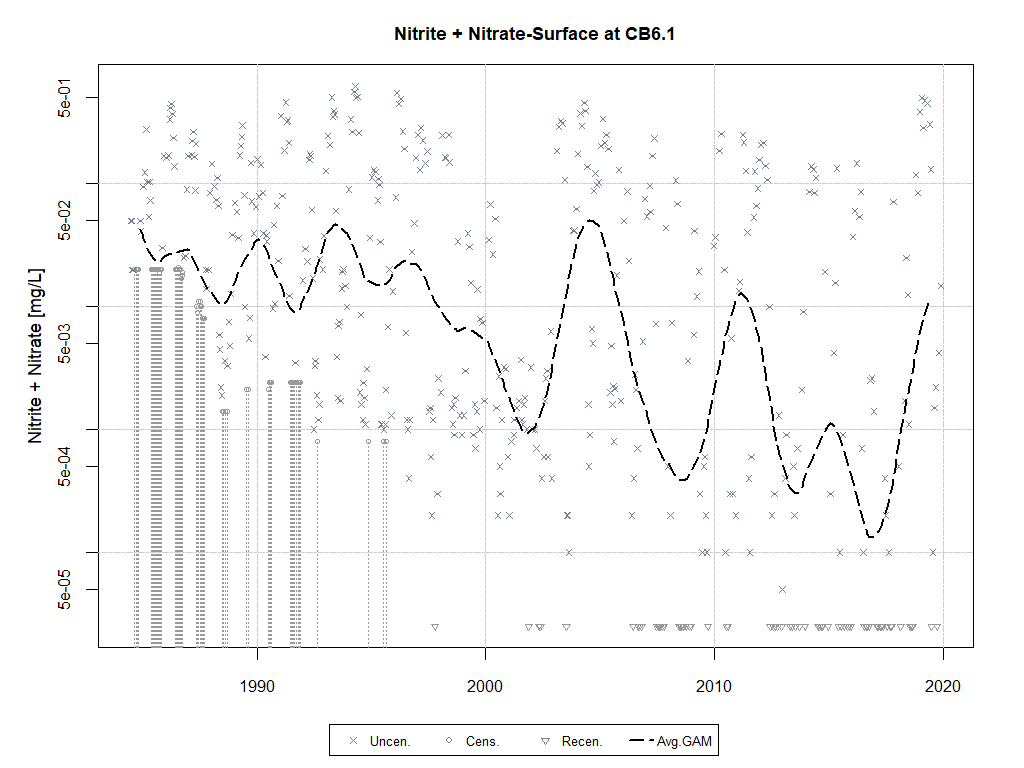 Nitrite + Nitrate-Surface at CB6.1
Nitrite + Nitrate [mg/L]
5e-01
5e-02
5e-03
5e-04
5e-05
1990 2000 2010 2020
Uncen. Cens. Recen. Avg.GAM